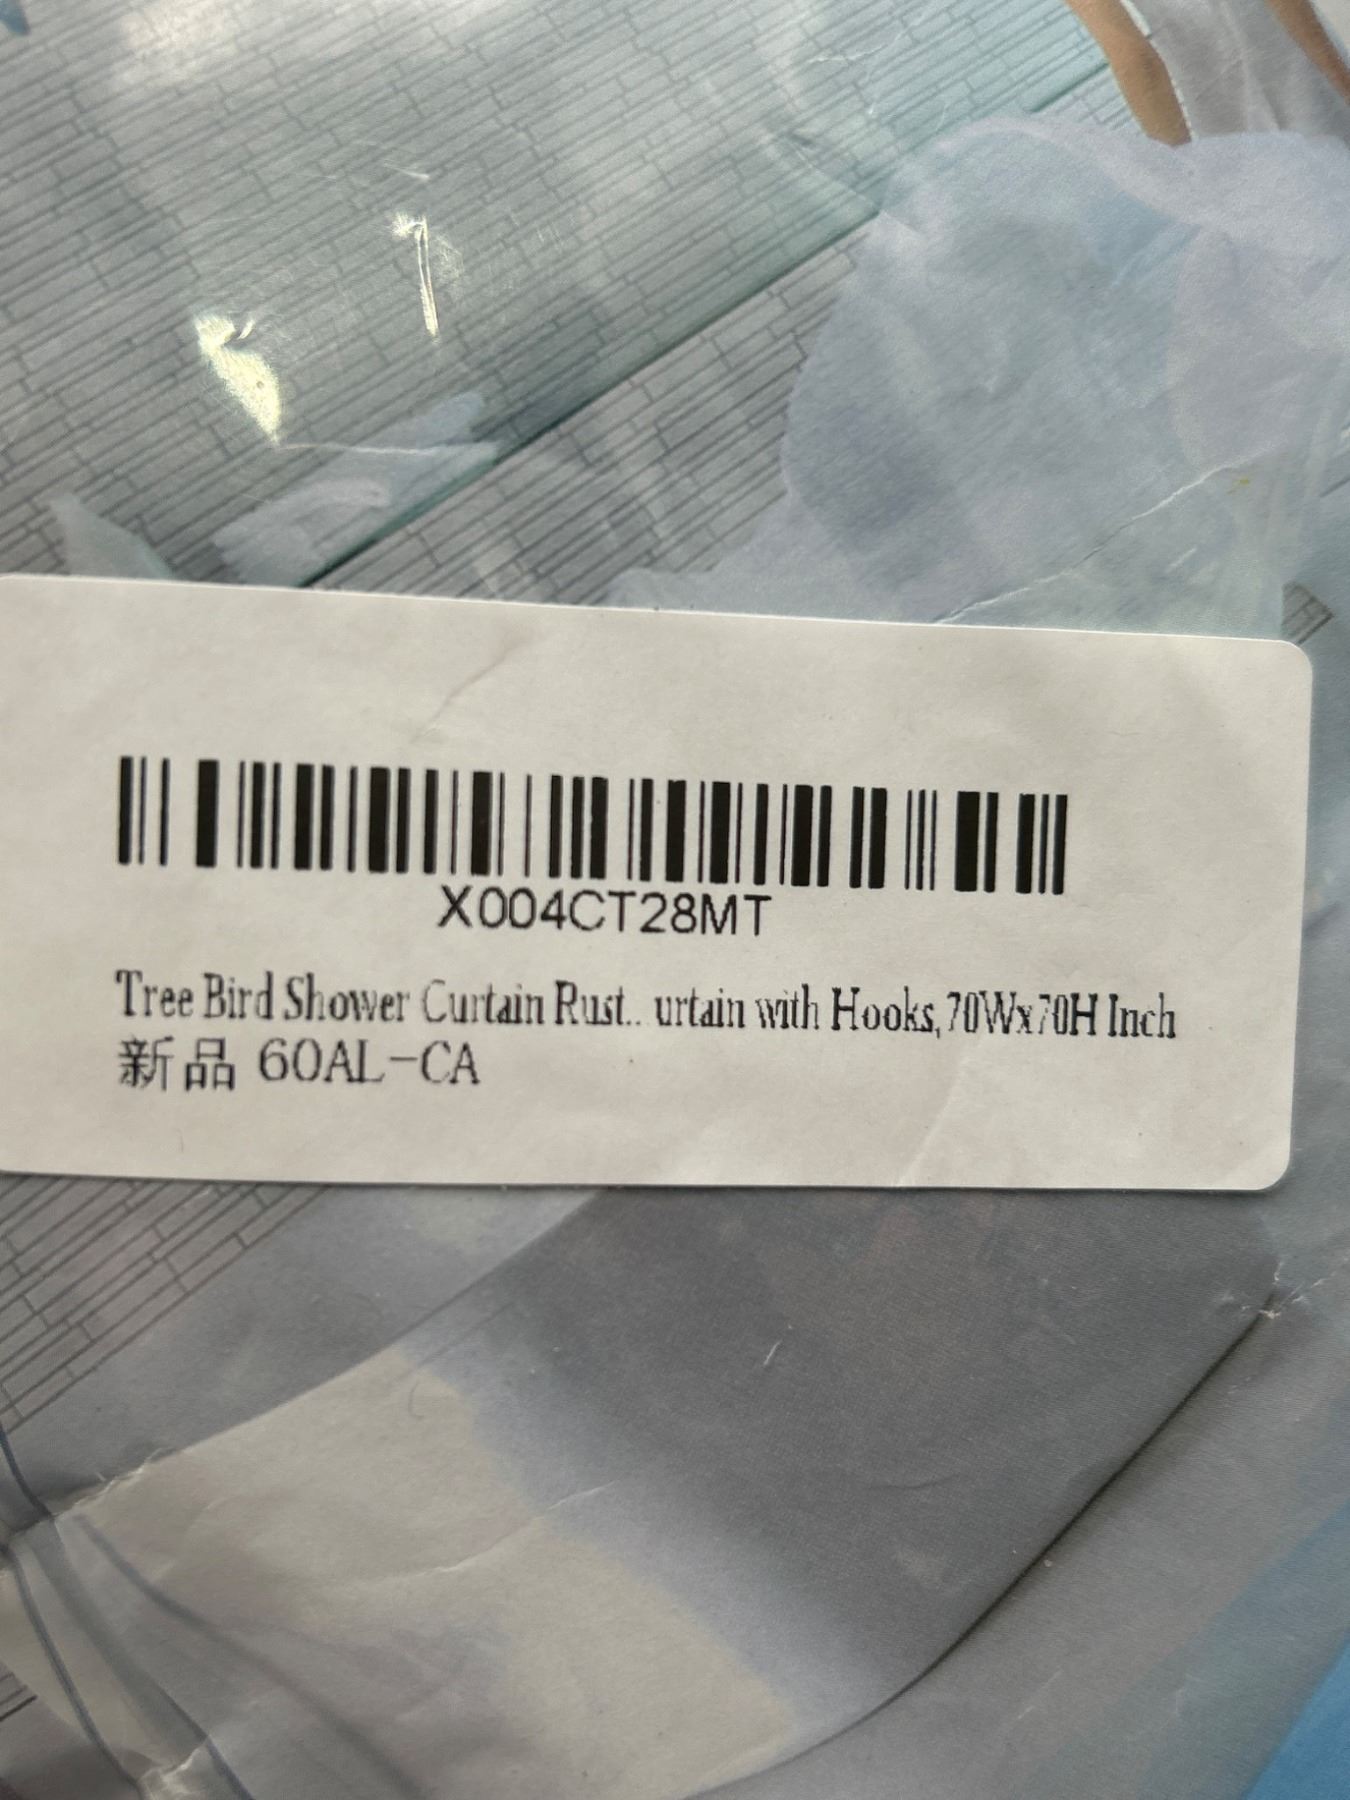 X004CT28MT
Tree Bird Shower Curtain Rust... urtain with Hooks,70Wx70H Inch
新品 60AL-CA